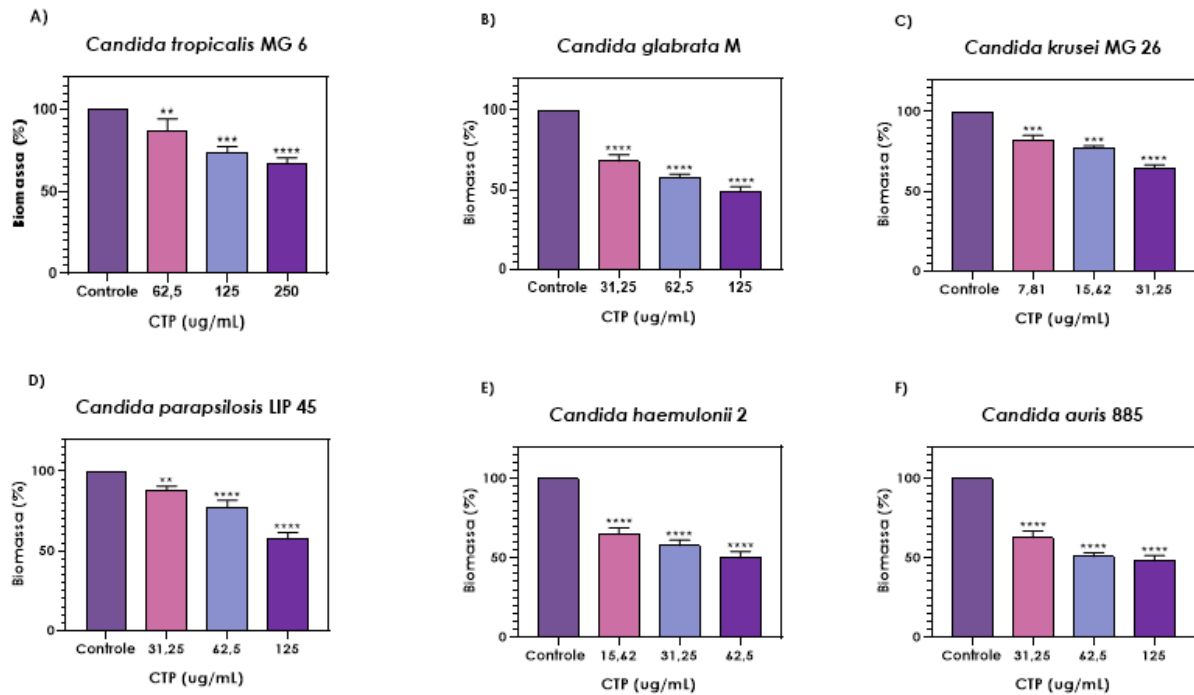 A)
Candida tropicalis MG 6
Biomassa (%)
100
50
0
**
***
****
Controle 62,5 125 250
CTP (ug/mL)
B)
Candida glabrata M
Biomassa (%)
100
50
0
****
****
****
Controle 31,25 62,5 125
CTP (ug/mL)
C)
Candida krusei MG 26
Biomassa (%)
100
50
0
***
***
****
Controle 7,81 15,62 31,25
CTP (ug/mL)
D)
Candida parapsilosis LIP 45
Biomassa (%)
100
50
0
**
****
****
Controle 31,25 62,5 125
CTP (ug/mL)
E)
Candida haemulonii 2
Biomassa (%)
100
50
0
****
****
****
Controle 15,62 31,25 62,5
CTP (ug/mL)
F)
Candida auris 885
Biomassa (%)
100
50
0
****
****
****
Controle 31,25 62,5 125
CTP (ug/mL)